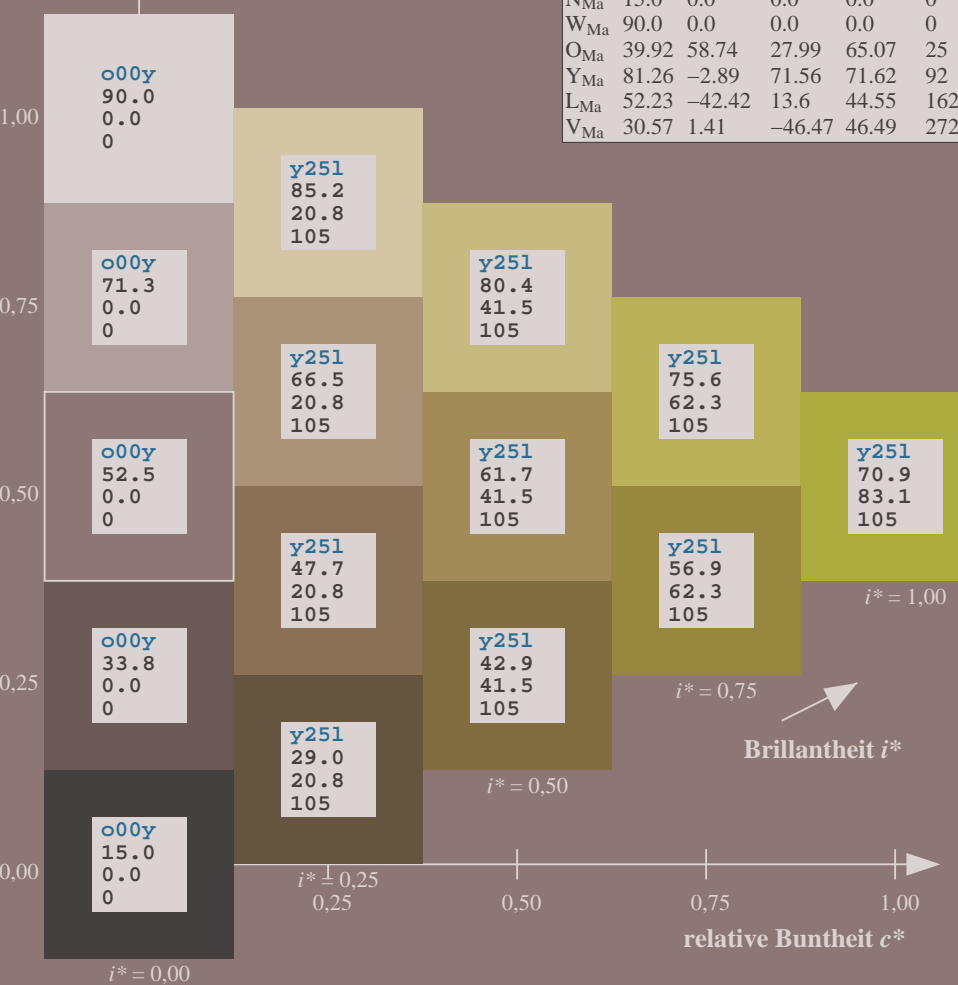 N Ma 15.0 0.0 0.0 0.0 0
W Ma 90.0 0.0 0.0 0.0 0
O Ma 39.92 58.74 27.99 65.07 25
Y Ma 81.26 −2.89 71.56 71.62 92
L Ma 52.23 −42.42 13.6 44.55 162
V Ma 30.57 1.41 −46.47 46.49 272
o00y
90.0
0.0
0
1,00
y25l
85.2
20.8
105
o00y
71.3
0.0
0
y25l
80.4
41.5
105
0,75
y25l
66.5
20.8
105
y25l
75.6
62.3
105
o00y
52.5
0.0
0
y25l
61.7
41.5
105
y25l
70.9
83.1
105
0,50
y25l
47.7
20.8
105
y25l
56.9
62.3
105
i* = 1,00
o00y
33.8
0.0
0
y25l
42.9
41.5
105
0,25
i* = 0,75
y25l
29.0
20.8
105
Brillantheit i*
i* = 0,50
o00y
15.0
0.0
0
0,00
i* = 0,25
0,25 0,50 0,75 1,00
relative Buntheit c*
i* = 0,00